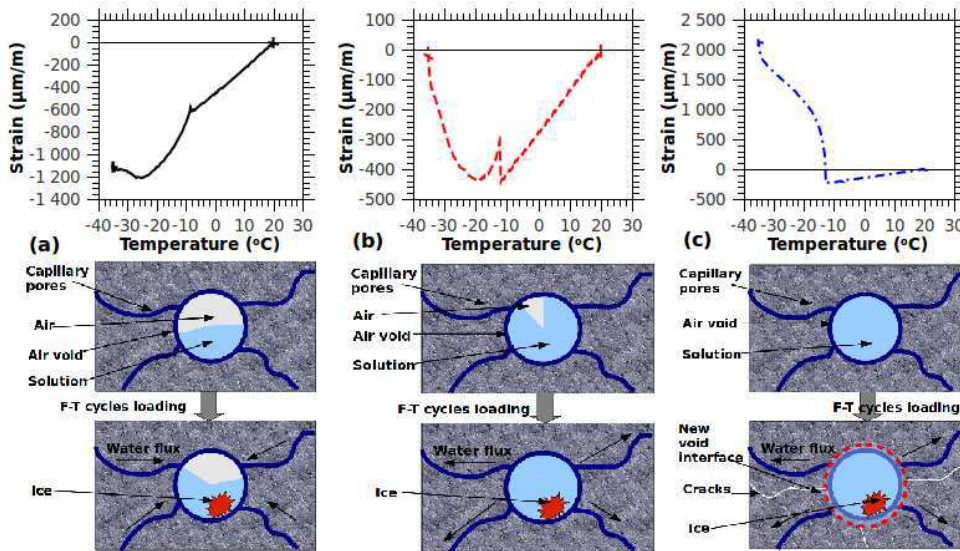 200
0
-200
-400
-600
-800
-1 000
-1 200
-1 400
Strain (µm/m)
-40 -30 -20 -10 0 10 20 30
Temperature (°C)
(a)
100
0
-100
-200
-300
-400
-500
Strain (µm/m)
-40 -30 -20 -10 0 10 20 30
Temperature (°C)
(b)
2 500
2 000
1 500
1 000
500
0
-500
Strain (µm/m)
-40 -30 -20 -10 0 10 20 30
Temperature (°C)
(c)
Capillary
pores
Air
Air void
Solution
F-T cycles loading
Water flux
Ice
Capillary
pores
Air
Air void
Solution
F-T cycles loading
Water flux
Ice
Capillary
pores
Air void
Solution
F-T cycles loading
New
void
interface
Water flux
Cracks
Ice